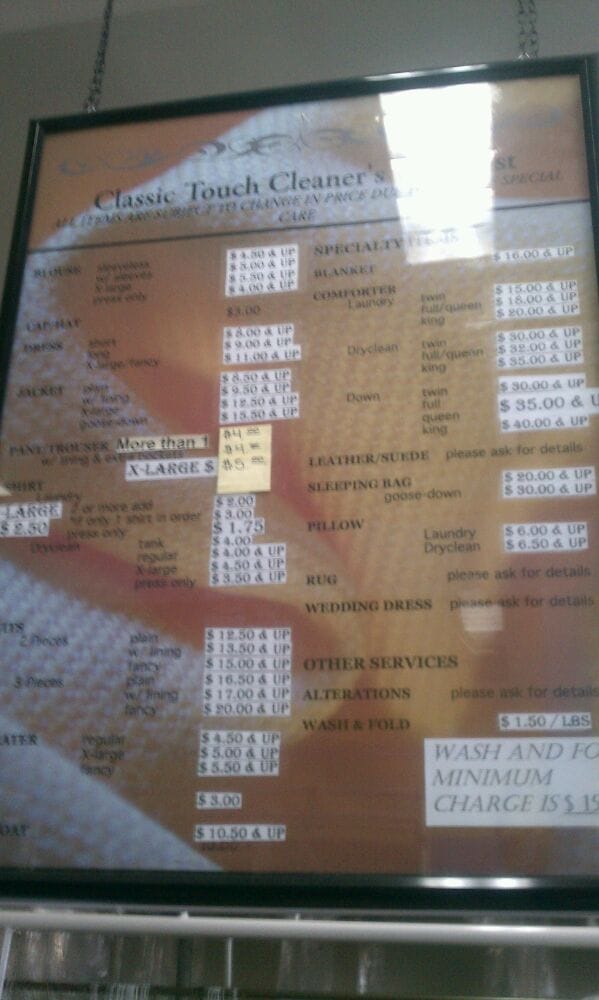 Classic Touch Cleaner's st
ALL ITEMS ARE SUBJECT TO CHANGE IN PRICE DUE SPECIAL
CARE
BLOUSE sleeveless $ 4.50 & UP
w/ sleeves $ 5.00 & UP
X-large $ 5.50 & UP
press only $ 4.00 & UP
CAP/HAT $3.00
DRESS short $ 8.00 & UP
long $ 9.00 & UP
X-large/fancy $ 11.00 & UP
JACKET plain $ 8.50 & UP
w/ lining $ 9.50 & UP
X-large $ 12.50 & UP
goose-down $ 15.50 & UP
PANT/TROUSER More than 1 $4.00
w/ lining & extra pockets $4.00
X-LARGE $ $5.00
SHIRT
Laundry $ 2.00
LARGE 2 or more add $ 3.00
$ 2.50 *if only 1 shirt in order $ 1.75
press only $ 4.00
Dryclean tank $ 4.00 & UP
regular $ 4.50 & UP
X-large $ 3.50 & UP
press only
2 Pieces plain $ 12.50 & UP
w/ lining $ 13.50 & UP
fancy $ 15.00 & UP
3 Pieces plain $ 16.50 & UP
w/ lining $ 17.00 & UP
fancy $ 20.00 & UP
ATER regular $ 4.50 & UP
X-large $ 5.00 & UP
fancy $ 5.50 & UP
$ 3.00
OAT $ 10.50 & UP
SPECIALTY ITEMS
BLANKET $ 16.00 & UP
COMFORTER
Laundry twin $ 15.00 & UP
full/queen $ 18.00 & UP
king $ 20.00 & UP
Dryclean twin $ 30.00 & UP
full/queen $ 32.00 & UP
king $ 35.00 & UP
Down twin $ 30.00 & UP
full $ 35.00 & U
queen $ 40.00 & UP
king
LEATHER/SUEDE please ask for details
SLEEPING BAG $ 20.00 & UP
goose-down $ 30.00 & UP
PILLOW
Laundry $ 6.00 & UP
Dryclean $ 6.50 & UP
RUG please ask for details
WEDDING DRESS please ask for details
OTHER SERVICES
ALTERATIONS please ask for details
WASH & FOLD $ 1.50 / LBS
WASH AND FO
MINIMUM
CHARGE IS $ 15